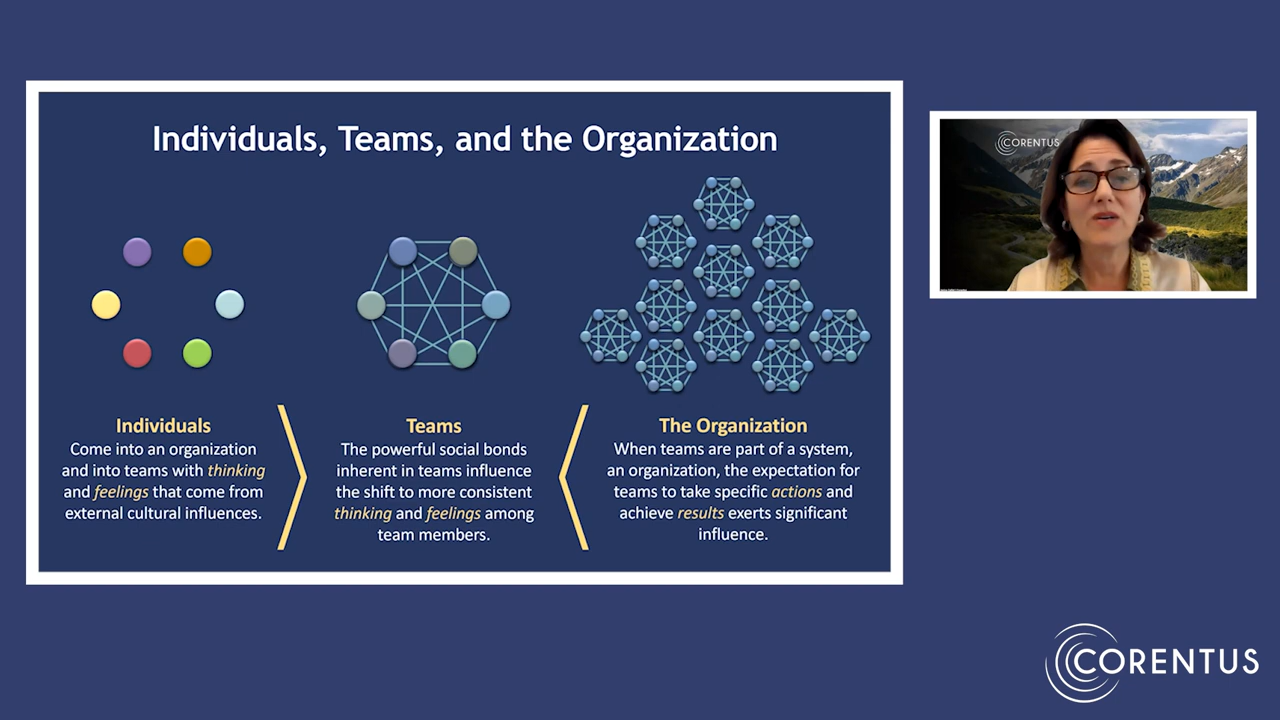 Individuals, Teams, and the Organization
Individuals
Come into an organization
and into teams with thinking
and feelings that come from
external cultural influences.
Teams
The powerful social bonds
inherent in teams influence
the shift to more consistent
thinking and feelings among
team members.
The Organization
When teams are part of a system,
an organization, the expectation for
teams to take specific actions and
achieve results exerts significant
influence.
CORENTUS
CORENTUS